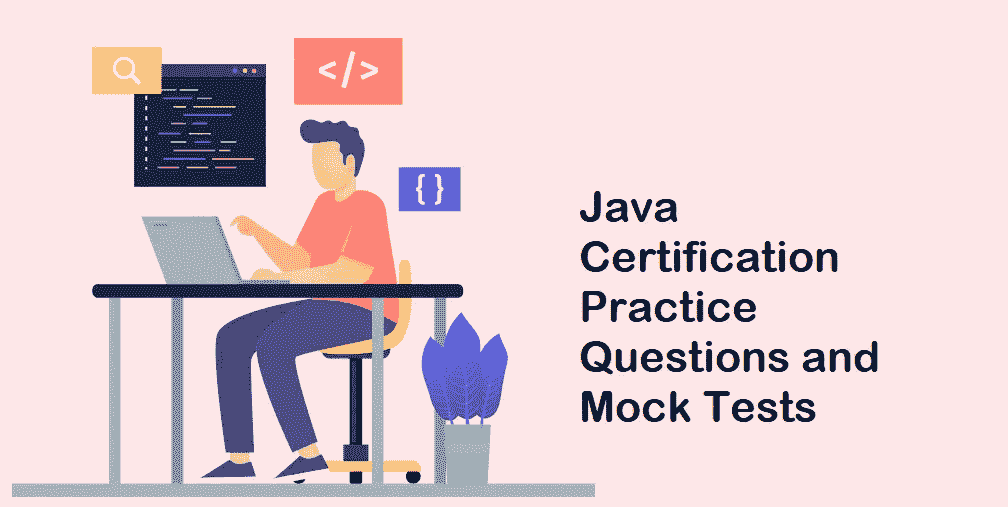 </>
{ }
Java
Certification
Practice
Questions and
Mock Tests